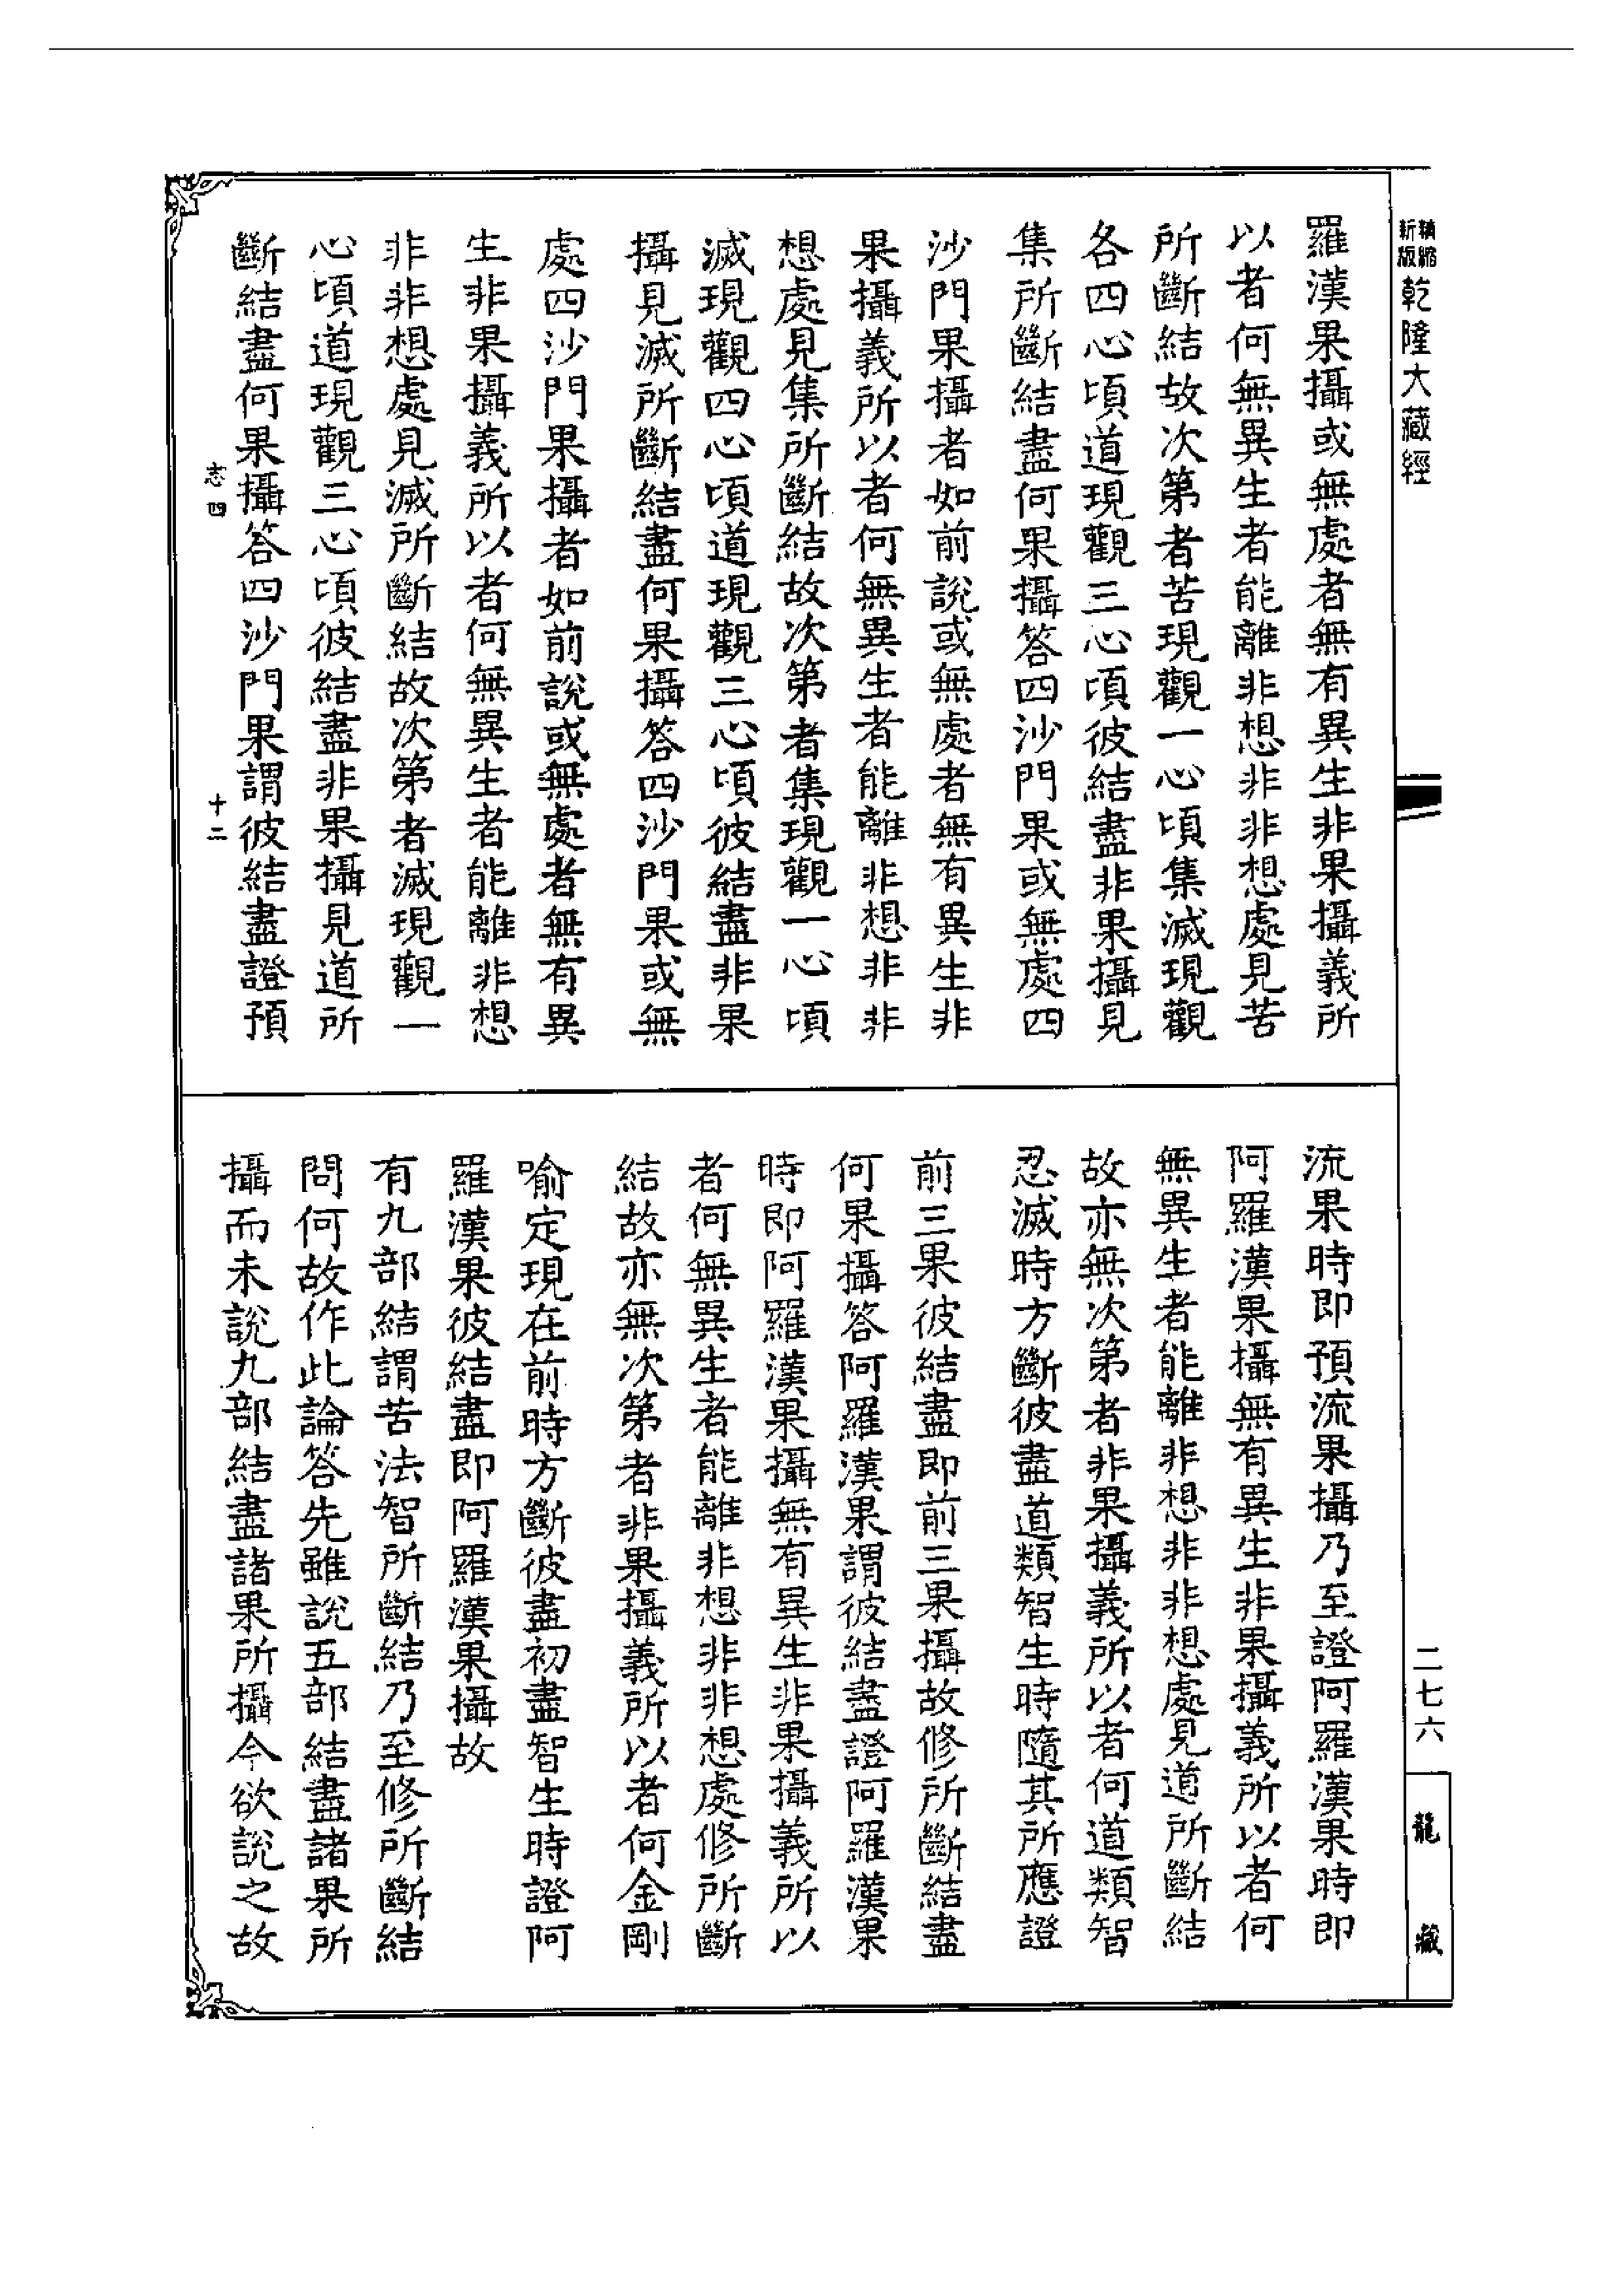 精縮
新版
乾隆大藏經
羅漢果攝或無處者無有異生非果攝義所
以者何無異生者能離非想非非想處見苦
所斷結故次第者苦現觀一心頃集滅現觀
各四心頃道現觀三心頃彼結盡非果攝見
集所斷結盡何果攝答四沙門果或無處四
沙門果攝者如前說或無處者無有異生非
果攝義所以者何無異生者能離非想非非
想處見集所斷結故次第者集現觀一心頃
滅現觀四心頃道現觀三心頃彼結盡非果
攝見滅所斷結盡何果攝答四沙門果或無
處四沙門果攝者如前說或無處者無有異
生非果攝義所以者何無異生者能離非想
非非想處見滅所斷結故次第者滅現觀一
心頃道現觀三心頃彼結盡非果攝見道所
斷結盡何果攝答四沙門果謂彼結盡證預
志四
十二
流果時即預流果攝乃至證阿羅漢果時即
阿羅漢果攝無有異生非果攝義所以者何
無異生者能離非想非非想處見道所斷結
故亦無次第者非果攝義所以者何道類智
忍滅時方斷彼盡道類智生時隨其所應證
前三果彼結盡即前三果攝故修所斷結盡
何果攝答阿羅漢果謂彼結盡證阿羅漢果
時即阿羅漢果攝無有異生非果攝義所以
者何無異生者能離非想非非想處修所斷
結故亦無次第者非果攝義所以者何金剛
喻定現在前時方斷彼盡初盡智生時證阿
羅漢果彼結盡即阿羅漢果攝故
有九部結謂苦法智所斷結乃至修所斷結
問何故作此論答先雖說五部結盡諸果所
攝而未說九部結盡諸果所攝今欲說之故
二七六
龍藏